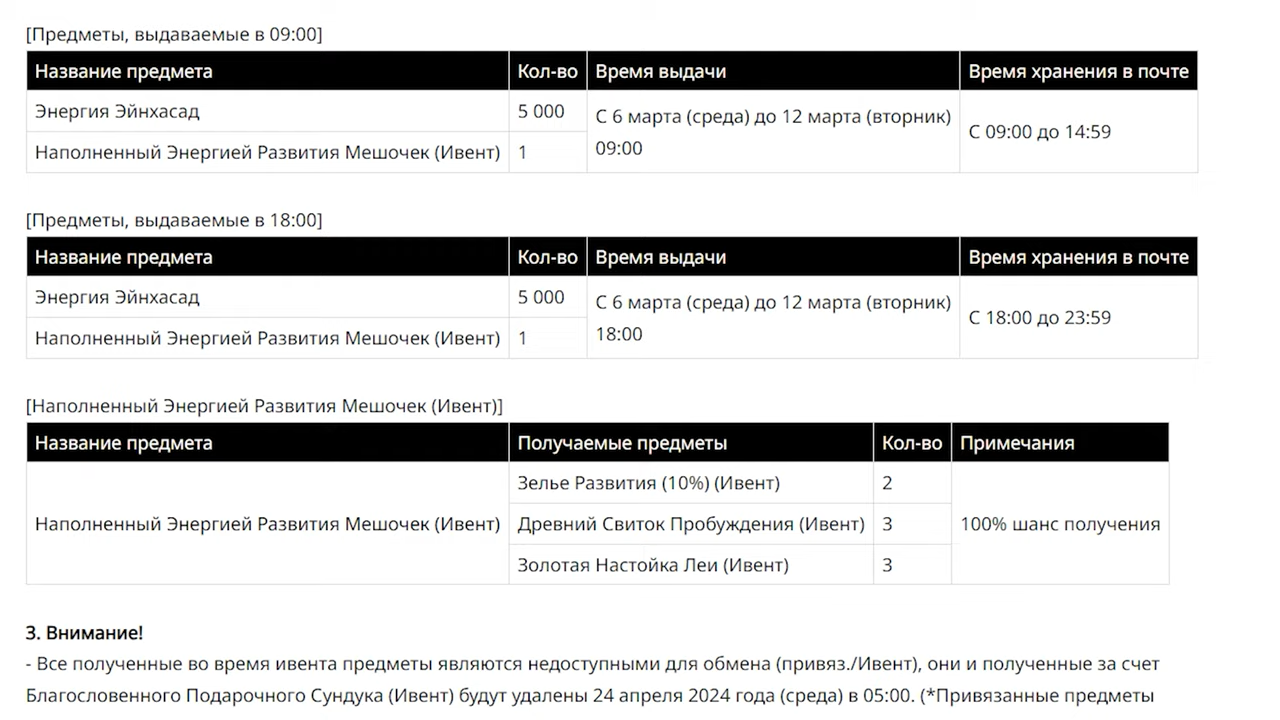 [Предметы, выдаваемые в 09:00]
Название предмета Кол-во Время выдачи Время хранения в почте
Энергия Эйнхасад 5 000 С 6 марта (среда) до 12 марта (вторник) 09:00 С 09:00 до 14:59
Наполненный Энергией Развития Мешочек (Ивент) 1
[Предметы, выдаваемые в 18:00]
Название предмета Кол-во Время выдачи Время хранения в почте
Энергия Эйнхасад 5 000 С 6 марта (среда) до 12 марта (вторник) 18:00 С 18:00 до 23:59
Наполненный Энергией Развития Мешочек (Ивент) 1
[Наполненный Энергией Развития Мешочек (Ивент)]
Название предмета Получаемые предметы Кол-во Примечания
Зелье Развития (10%) (Ивент) 2
Наполненный Энергией Развития Мешочек (Ивент) Древний Свиток Пробуждения (Ивент) 3 100% шанс получения
Золотая Настойка Леи (Ивент) 3
3. Внимание!
- Все полученные во время ивента предметы являются недоступными для обмена (привяз./Ивент), они и полученные за счет
Благословенного Подарочного Сундука (Ивент) будут удалены 24 апреля 2024 года (среда) в 05:00. (*Привязанные предметы